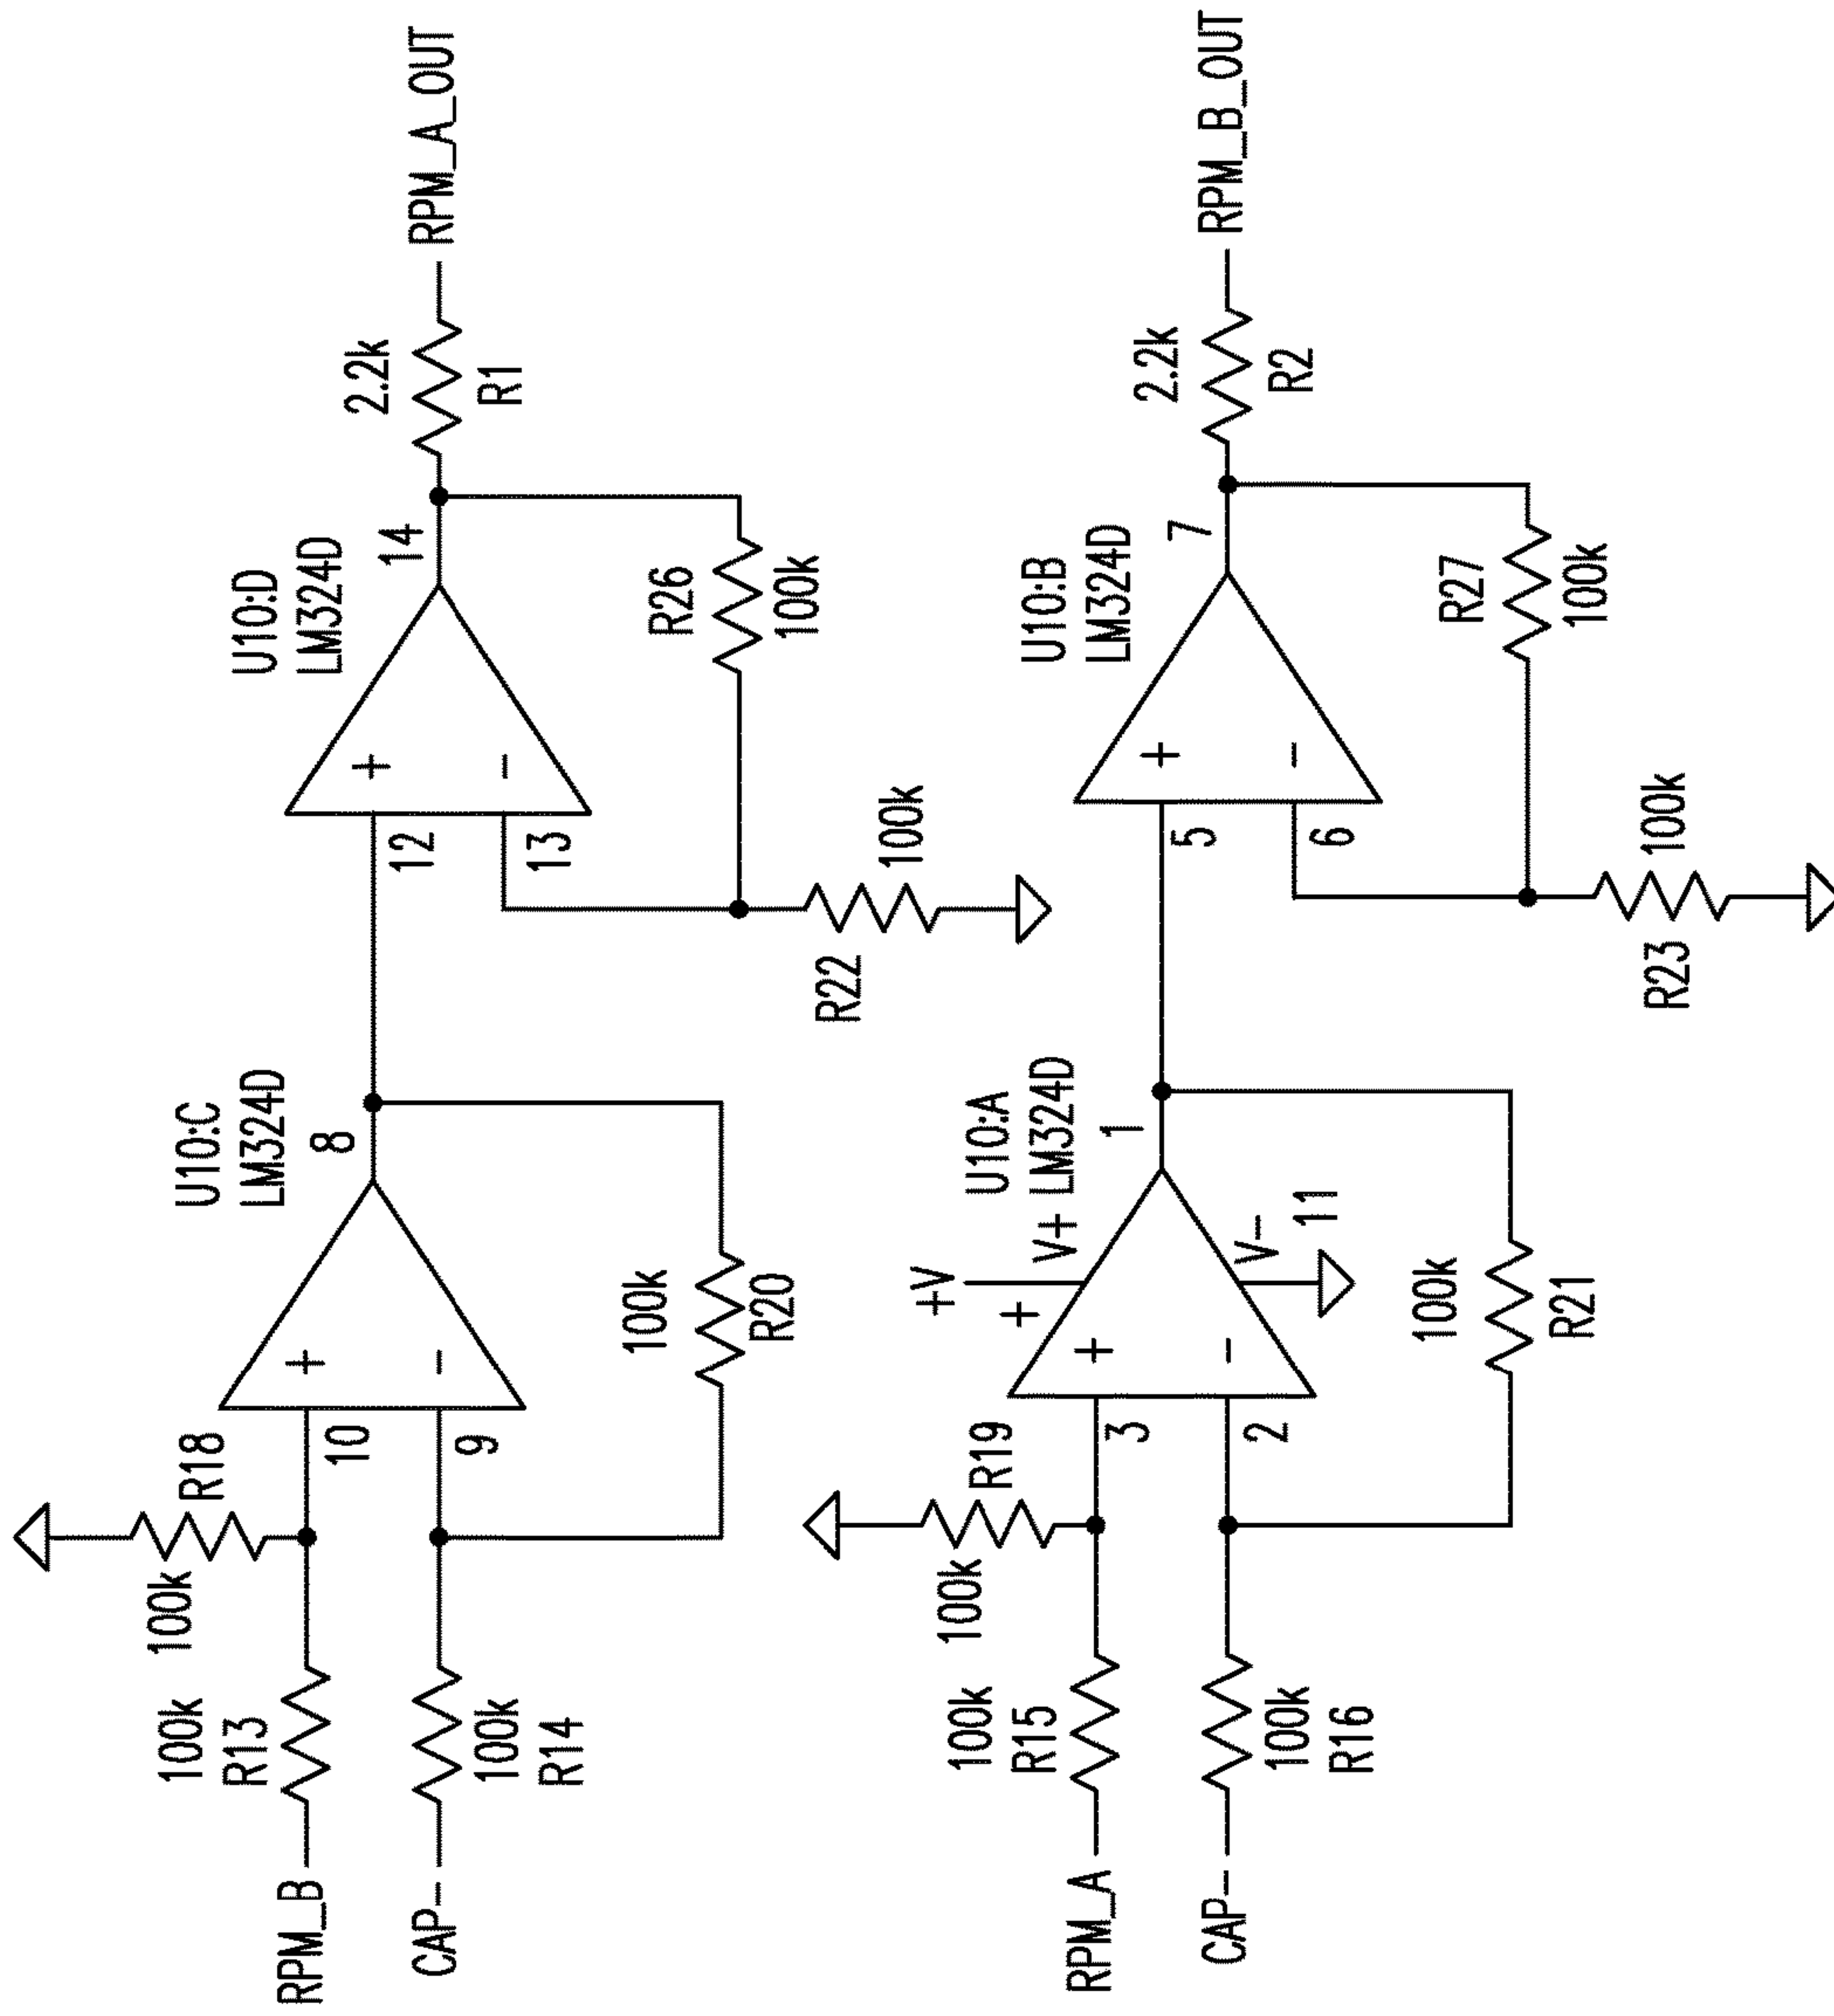 RPM_B
CAP-
100k
R13
100k
R14
100k
R18
10
9
+
-
U10:C
LM324D
8
100k
R20
12
13
+
-
U10:D
LM324D
14
R26
100k
100k
R22
2.2k
R1
RPM_A_OUT
RPM_A
CAP-
100k
R15
100k
R16
100k
R19
3
2
+
-
+
+V
V+
V-
11
U10:A
LM324D
1
100k
R21
5
6
+
-
U10:B
LM324D
7
R27
100k
100k
R23
2.2k
R2
RPM_B_OUT